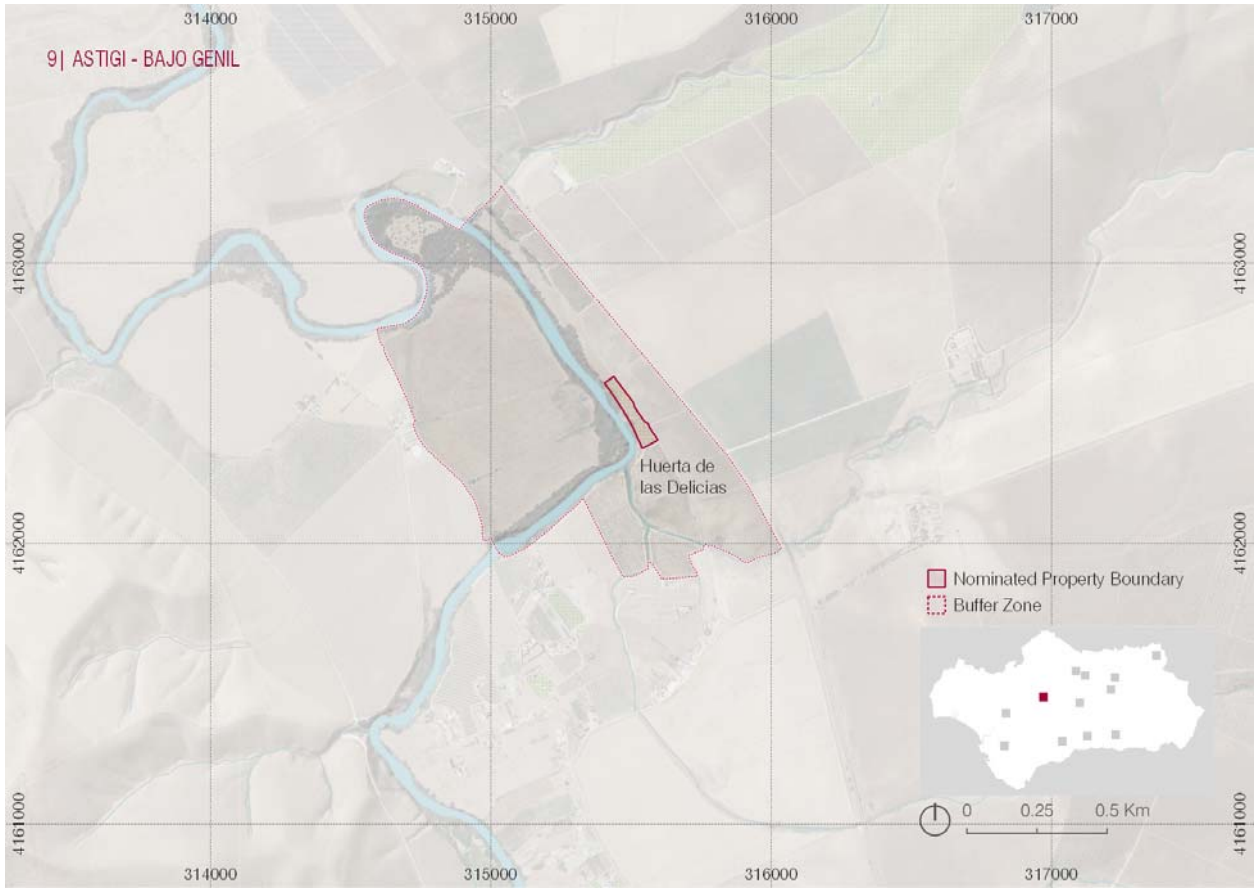 314000
315000
316000
317000
9| ASTIGI - BAJO GENIL
4163000
4163000
Huerta de
las Delicias
4162000
4162000
Nominated Property Boundary
Buffer Zone
0 0.25 0.5 Km
4161000
4161000
314000
315000
316000
317000